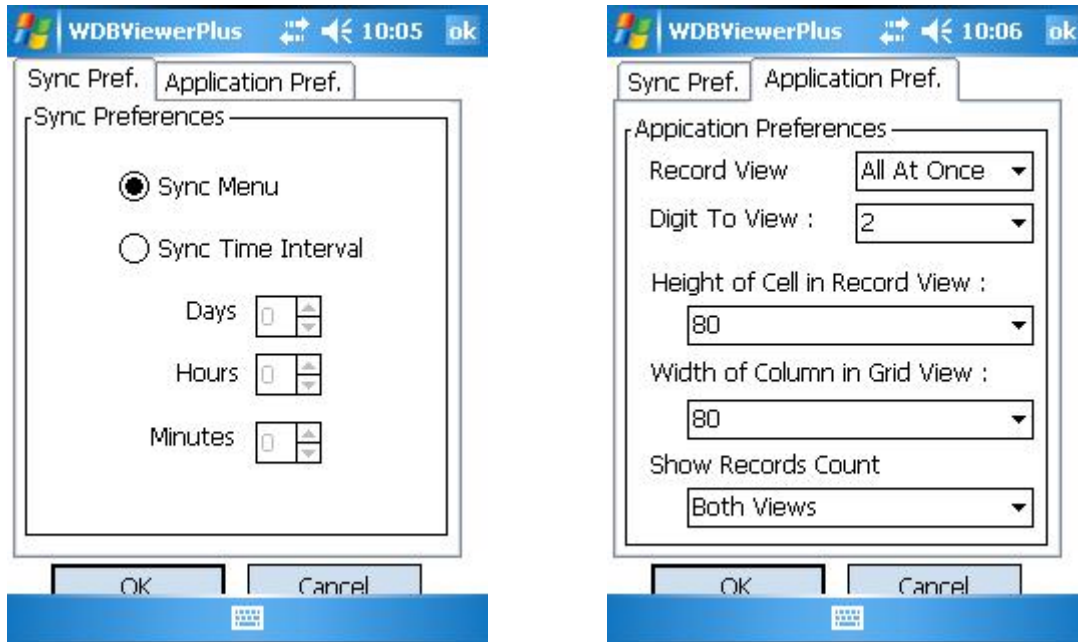 WDBViewerPlus 10:05 ok
Sync Pref. Application Pref.
Sync Preferences
Sync Menu
Sync Time Interval
Days 0
Hours 0
Minutes 0
OK Cancel
WDBViewerPlus 10:06 ok
Sync Pref. Application Pref.
Appication Preferences
Record View All At Once
Digit To View : 2
Height of Cell in Record View :
80
Width of Column in Grid View :
80
Show Records Count
Both Views
OK Cancel